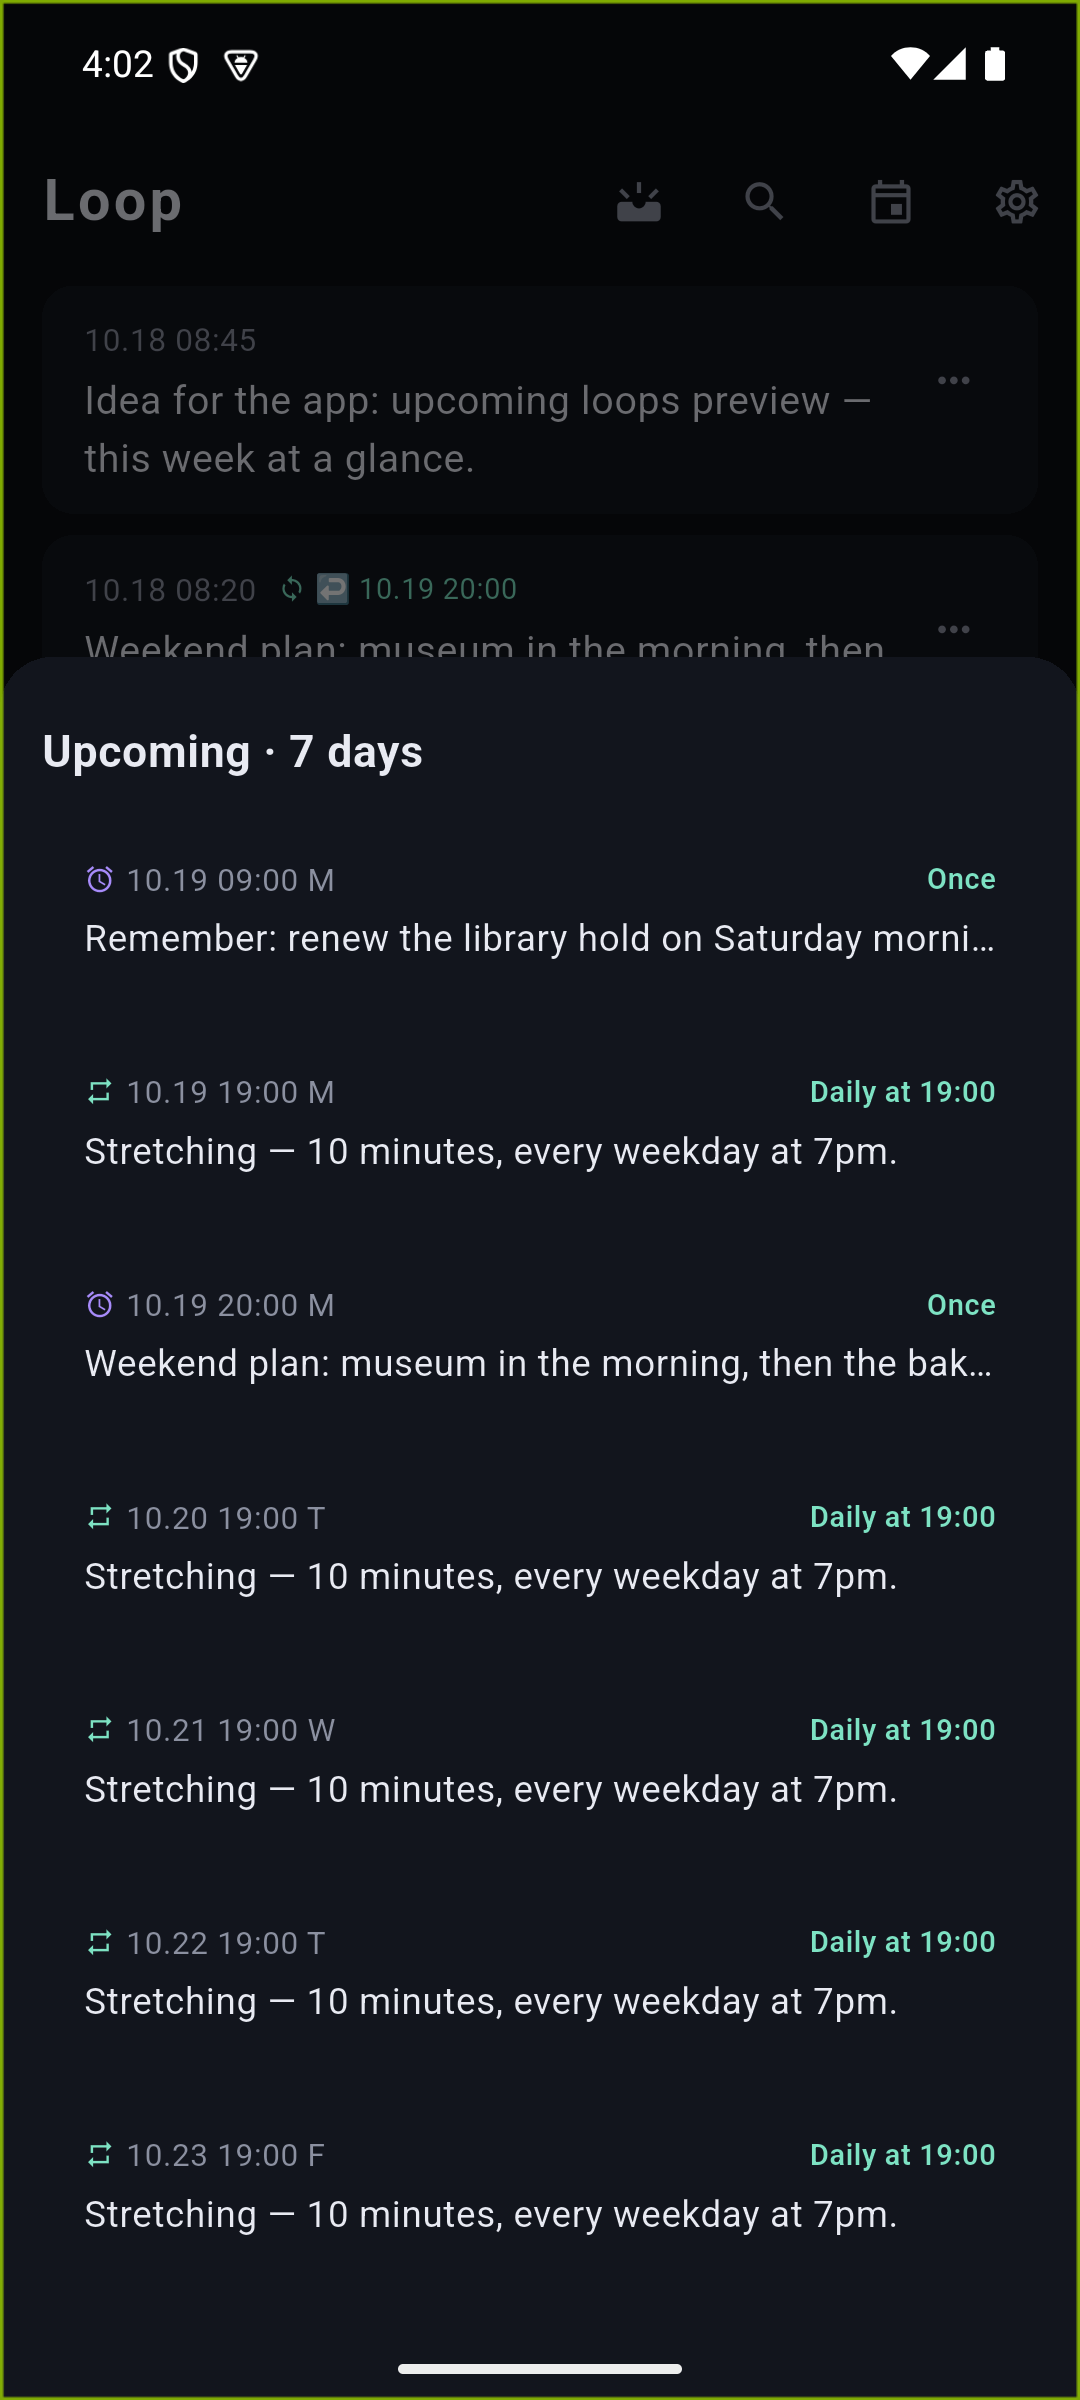 4:02
Loop
10.18 08:45
Idea for the app: upcoming loops preview —
this week at a glance.
10.18 08:20 10.19 20:00
Weekend plan: museum in the morning, then
Upcoming · 7 days
10.19 09:00 M Once
Remember: renew the library hold on Saturday morni…
10.19 19:00 M Daily at 19:00
Stretching — 10 minutes, every weekday at 7pm.
10.19 20:00 M Once
Weekend plan: museum in the morning, then the bak…
10.20 19:00 T Daily at 19:00
Stretching — 10 minutes, every weekday at 7pm.
10.21 19:00 W Daily at 19:00
Stretching — 10 minutes, every weekday at 7pm.
10.22 19:00 T Daily at 19:00
Stretching — 10 minutes, every weekday at 7pm.
10.23 19:00 F Daily at 19:00
Stretching — 10 minutes, every weekday at 7pm.